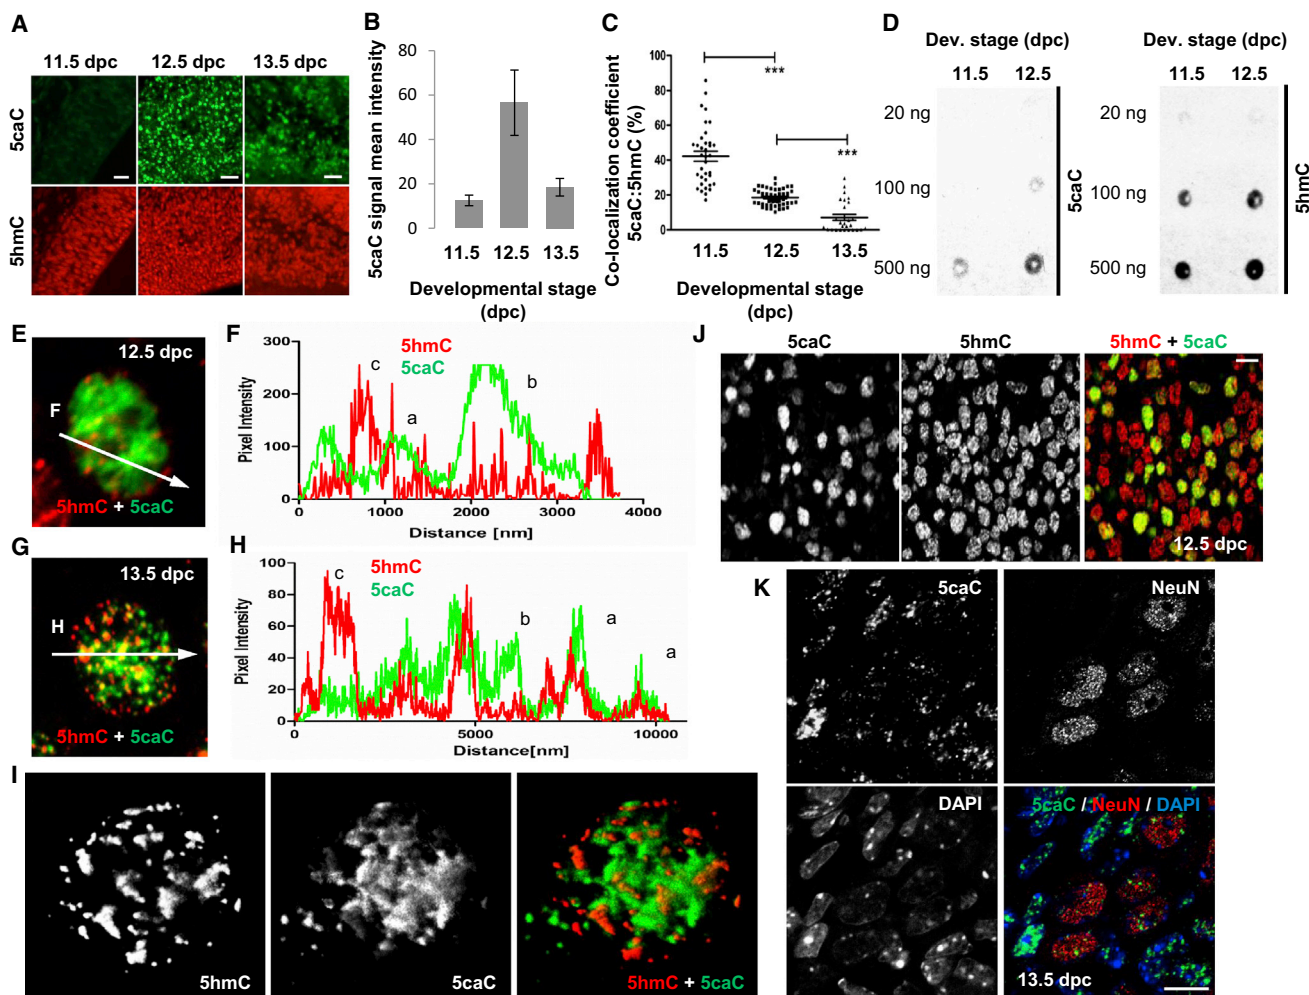 A
11.5 dpc 12.5 dpc 13.5 dpc
5caC
5hmC
B
5caC signal mean intensity
80
60
40
20
0
11.5 12.5 13.5
Developmental stage
(dpc)
C
Co-localization coefficient
5caC:5hmC (%)
100
80
60
40
20
0
***
***
11.5 12.5 13.5
Developmental stage
(dpc)
D
Dev. stage (dpc)
11.5 12.5
20 ng
100 ng
500 ng
5caC
Dev. stage (dpc)
11.5 12.5
20 ng
100 ng
500 ng
5hmC
E
12.5 dpc
F
5hmC + 5caC
F
Pixel Intensity
300
200
100
0
5hmC
5caC
c
a
b
0 1000 2000 3000 4000
Distance [nm]
G
13.5 dpc
H
5hmC + 5caC
H
Pixel Intensity
100
80
60
40
20
0
5hmC
5caC
c
b
a
a
0 5000 10000
Distance[nm]
I
5hmC
5caC
5hmC + 5caC
J
5caC 5hmC 5hmC + 5caC
12.5 dpc
K
5caC
NeuN
DAPI
5caC / NeuN / DAPI
13.5 dpc